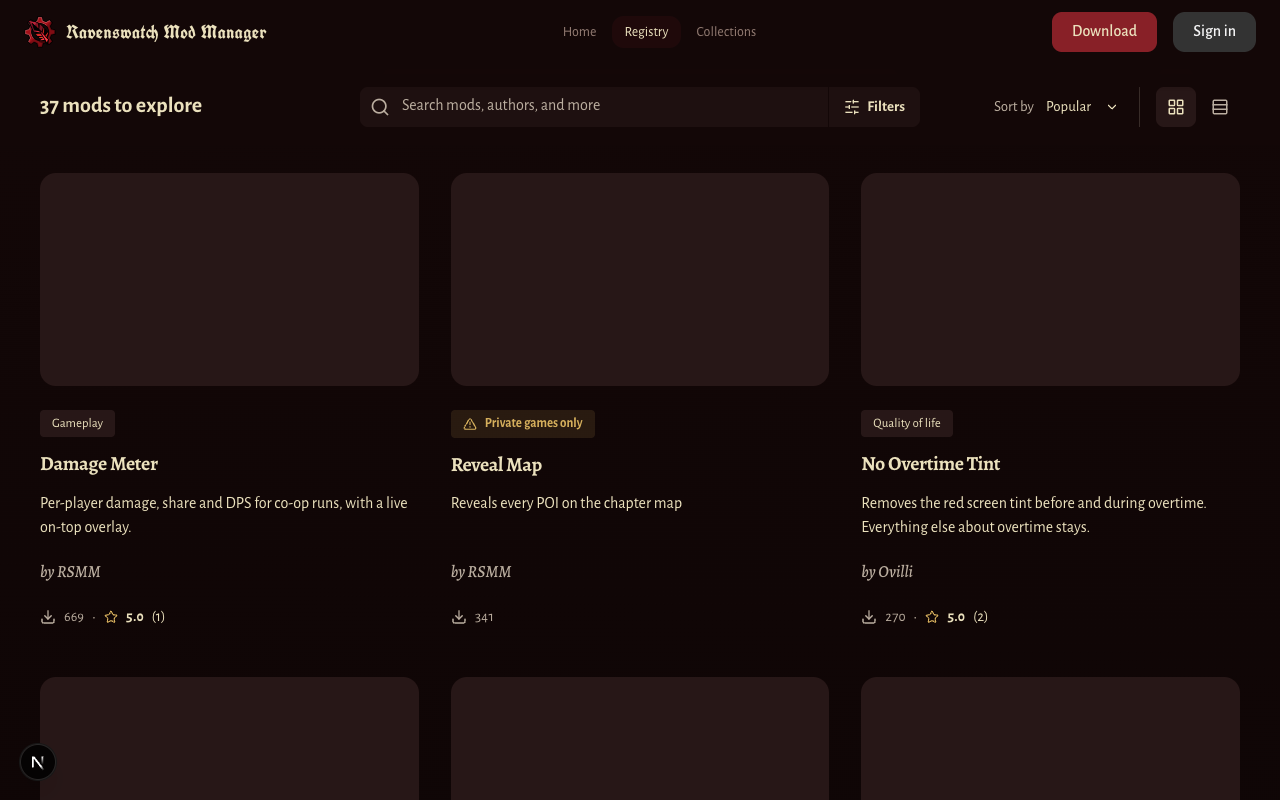 Ravenswatch Mod Manager
Home
Registry
Collections
Download
Sign in
37 mods to explore
Search mods, authors, and more
Filters
Sort by
Popular
Gameplay
Damage Meter
Per-player damage, share and DPS for co-op runs, with a live
on-top overlay.
by RSMM
669 · 5.0 (1)
Private games only
Reveal Map
Reveals every POI on the chapter map
by RSMM
341
Quality of life
No Overtime Tint
Removes the red screen tint before and during overtime.
Everything else about overtime stays.
by Ovilli
270 · 5.0 (2)
N